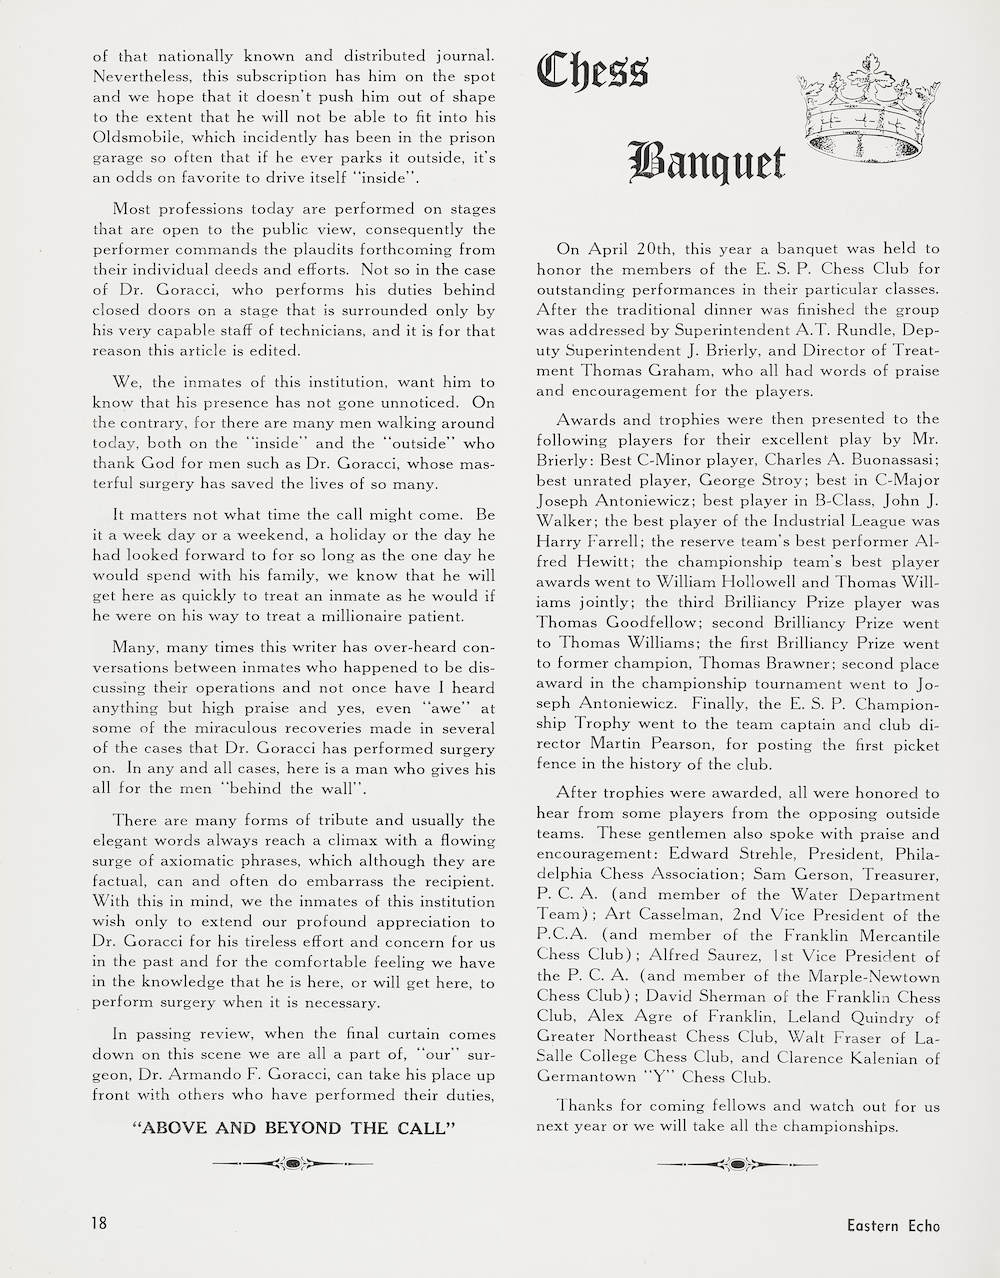 of that nationally known and distributed journal.
Nevertheless, this subscription has him on the spot
and we hope that it doesn't push him out of shape
to the extent that he will not be able to fit into his
Oldsmobile, which incidently has been in the prison
garage so often that if he ever parks it outside, it's
an odds on favorite to drive itself "inside".
Most professions today are performed on stages
that are open to the public view, consequently the
performer commands the plaudits forthcoming from
their individual deeds and efforts. Not so in the case
of Dr. Goracci, who performs his duties behind
closed doors on a stage that is surrounded only by
his very capable staff of technicians, and it is for that
reason this article is edited.
We, the inmates of this institution, want him to
know that his presence has not gone unnoticed. On
the contrary, for there are many men walking around
today, both on the "inside" and the "outside" who
thank God for men such as Dr. Goracci, whose mas-
terful surgery has saved the lives of so many.
It matters not what time the call might come. Be
it a week day or a weekend, a holiday or the day he
had looked forward to for so long as the one day he
would spend with his family, we know that he will
get here as quickly to treat an inmate as he would if
he were on his way to treat a millionaire patient.
Many, many times this writer has over-heard con-
versations between inmates who happened to be dis-
cussing their operations and not once have I heard
anything but high praise and yes, even "awe" at
some of the miraculous recoveries made in several
of the cases that Dr. Goracci has performed surgery
on. In any and all cases, here is a man who gives his
all for the men "behind the wall".
There are many forms of tribute and usually the
elegant words always reach a climax with a flowing
surge of axiomatic phrases, which although they are
factual, can and often do embarrass the recipient.
With this in mind, we the inmates of this institution
wish only to extend our profound appreciation to
Dr. Goracci for his tireless effort and concern for us
in the past and for the comfortable feeling we have
in the knowledge that he is here, or will get here, to
perform surgery when it is necessary.
In passing review, when the final curtain comes
down on this scene we are all a part of, "our" sur-
geon, Dr. Armando F. Goracci, can take his place up
front with others who have performed their duties,
"ABOVE AND BEYOND THE CALL"
Chess
Banquet
On April 20th, this year a banquet was held to
honor the members of the E. S. P. Chess Club for
outstanding performances in their particular classes.
After the traditional dinner was finished the group
was addressed by Superintendent A.T. Rundle, Dep-
uty Superintendent J. Brierly, and Director of Treat-
ment Thomas Graham, who all had words of praise
and encouragement for the players.
Awards and trophies were then presented to the
following players for their excellent play by Mr.
Brierly: Best C-Minor player, Charles A. Buonassasi;
best unrated player, George Stroy; best in C-Major
Joseph Antoniewicz; best player in B-Class, John J.
Walker; the best player of the Industrial League was
Harry Farrell; the reserve team's best performer Al-
fred Hewitt; the championship team's best player
awards went to William Hollowell and Thomas Will-
iams jointly; the third Brilliancy Prize player was
Thomas Goodfellow; second Brilliancy Prize went
to Thomas Williams; the first Brilliancy Prize went
to former champion, Thomas Brawner; second place
award in the championship tournament went to Jo-
seph Antoniewicz. Finally, the E. S. P. Champion-
ship Trophy went to the team captain and club di-
rector Martin Pearson, for posting the first picket
fence in the history of the club.
After trophies were awarded, all were honored to
hear from some players from the opposing outside
teams. These gentlemen also spoke with praise and
encouragement: Edward Strehle, President, Phila-
delphia Chess Association; Sam Gerson, Treasurer,
P. C. A. (and member of the Water Department
Team); Art Casselman, 2nd Vice President of the
P.C.A. (and member of the Franklin Mercantile
Chess Club); Alfred Saurez, 1st Vice President of
the P. C. A. (and member of the Marple-Newtown
Chess Club); David Sherman of the Franklin Chess
Club, Alex Agre of Franklin, Leland Quindry of
Greater Northeast Chess Club, Walt Fraser of La-
Salle College Chess Club, and Clarence Kalenian of
Germantown "Y" Chess Club.
Thanks for coming fellows and watch out for us
next year or we will take all the championships.
18
Eastern Echo